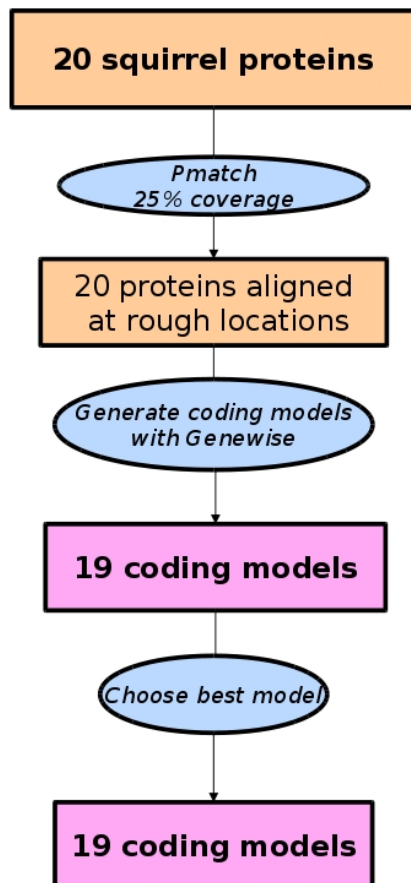 20 squirrel proteins
Pmatch
25% coverage
20 proteins aligned
at rough locations
Generate coding models
with Genewise
19 coding models
Choose best model
19 coding models